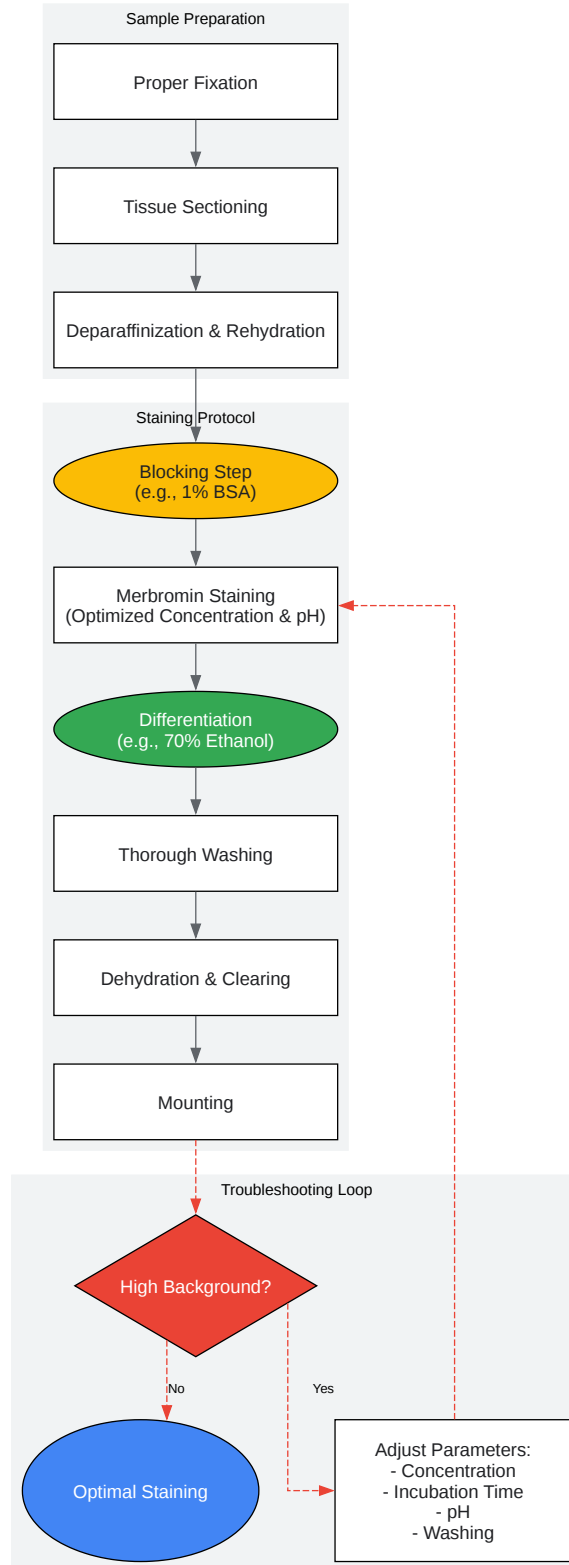 Sample Preparation
Proper Fixation
Tissue Sectioning
Deparaffinization & Rehydration
Staining Protocol
Blocking Step
(e.g., 1% BSA)
Merbromin Staining
(Optimized Concentration & pH)
Differentiation
(e.g., 70% Ethanol)
Thorough Washing
Dehydration & Clearing
Mounting
Troubleshooting Loop
High Background?
No
Yes
Optimal Staining
Adjust Parameters:
- Concentration
- Incubation Time
- pH
- Washing